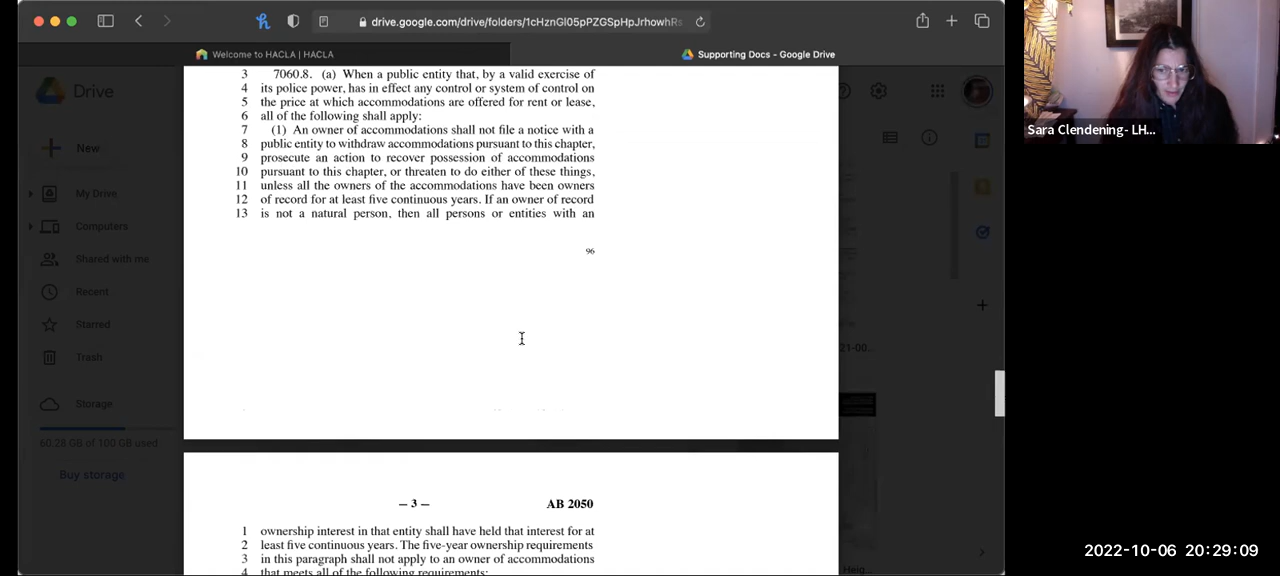 drive.google.com/drive/folders/1cHznGl05pPZGSpHpJrhowhRs
Welcome to HACLA | HACLA
Supporting Docs - Google Drive
Drive
New
My Drive
Computers
Shared with me
Recent
Starred
Trash
Storage
60.28 GB of 100 GB used
Buy storage
3 7060.8. (a) When a public entity that, by a valid exercise of
4 its police power, has in effect any control or system of control on
5 the price at which accommodations are offered for rent or lease,
6 all of the following shall apply:
7 (1) An owner of accommodations shall not file a notice with a
8 public entity to withdraw accommodations pursuant to this chapter,
9 prosecute an action to recover possession of accommodations
10 pursuant to this chapter, or threaten to do either of these things,
11 unless all the owners of the accommodations have been owners
12 of record for at least five continuous years. If an owner of record
13 is not a natural person, then all persons or entities with an
96
— 3 — AB 2050
1 ownership interest in that entity shall have held that interest for at
2 least five continuous years. The five-year ownership requirements
3 in this paragraph shall not apply to an owner of accommodations
4 that meets all of the following requirements:
21-00...
Heig...
Sara Clendening- LH...
2022-10-06 20:29:09